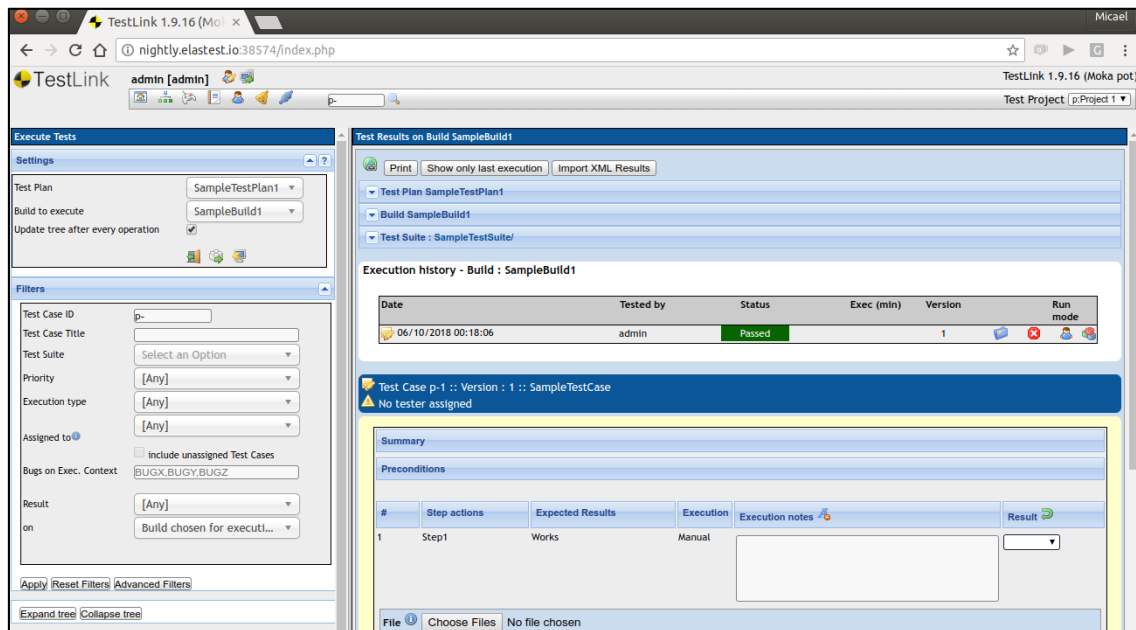 TestLink 1.9.16 (Mok ×
Micael
nightly.elastest.io:38574/index.php
TestLink
admin [admin]
TestLink 1.9.16 (Moka pot)
p-
Test Project p:Project 1
Execute Tests
Settings
?
Test Plan SampleTestPlan1
Build to execute SampleBuild1
Update tree after every operation
Filters
Test Case ID p-
Test Case Title
Test Suite Select an Option
Priority [Any]
Execution type [Any]
[Any]
Assigned to
include unassigned Test Cases
Bugs on Exec. Context BUGX,BUGY,BUGZ
Result [Any]
on Build chosen for executi...
Apply Reset Filters Advanced Filters
Expand tree Collapse tree
Test Results on Build SampleBuild1
Print Show only last execution Import XML Results
Test Plan SampleTestPlan1
Build SampleBuild1
Test Suite : SampleTestSuite/
Execution history - Build : SampleBuild1
Date Tested by Status Exec (min) Version Run mode
06/10/2018 00:18:06 admin Passed 1
Test Case p-1 :: Version : 1 :: SampleTestCase
No tester assigned
Summary
Preconditions
# Step actions Expected Results Execution Execution notes Result
1 Step1 Works Manual
File Choose Files No file chosen